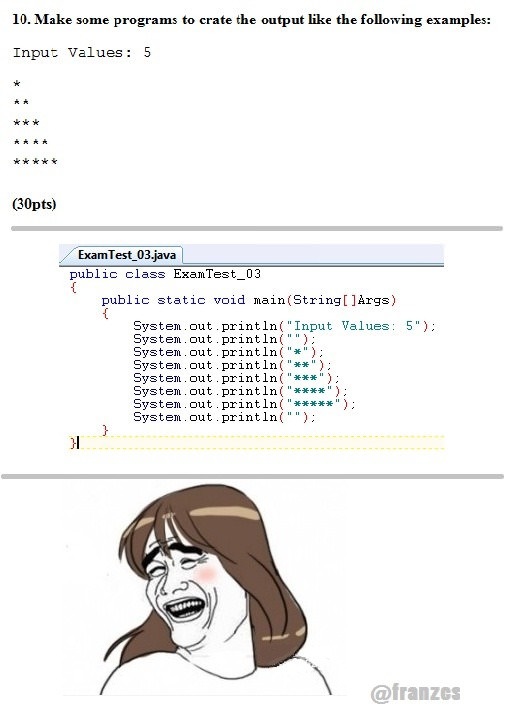 10. Make some programs to crate the output like the following examples:
Input Values: 5
*
**
***
****
*****
(30pts)
ExamTest_03.java
public class ExamTest_03
{
public static void main(String[]Args)
{
System.out.println("Input Values: 5");
System.out.println("");
System.out.println("*");
System.out.println("**");
System.out.println("***");
System.out.println("****");
System.out.println("*****");
System.out.println("");
}
}
@franzes